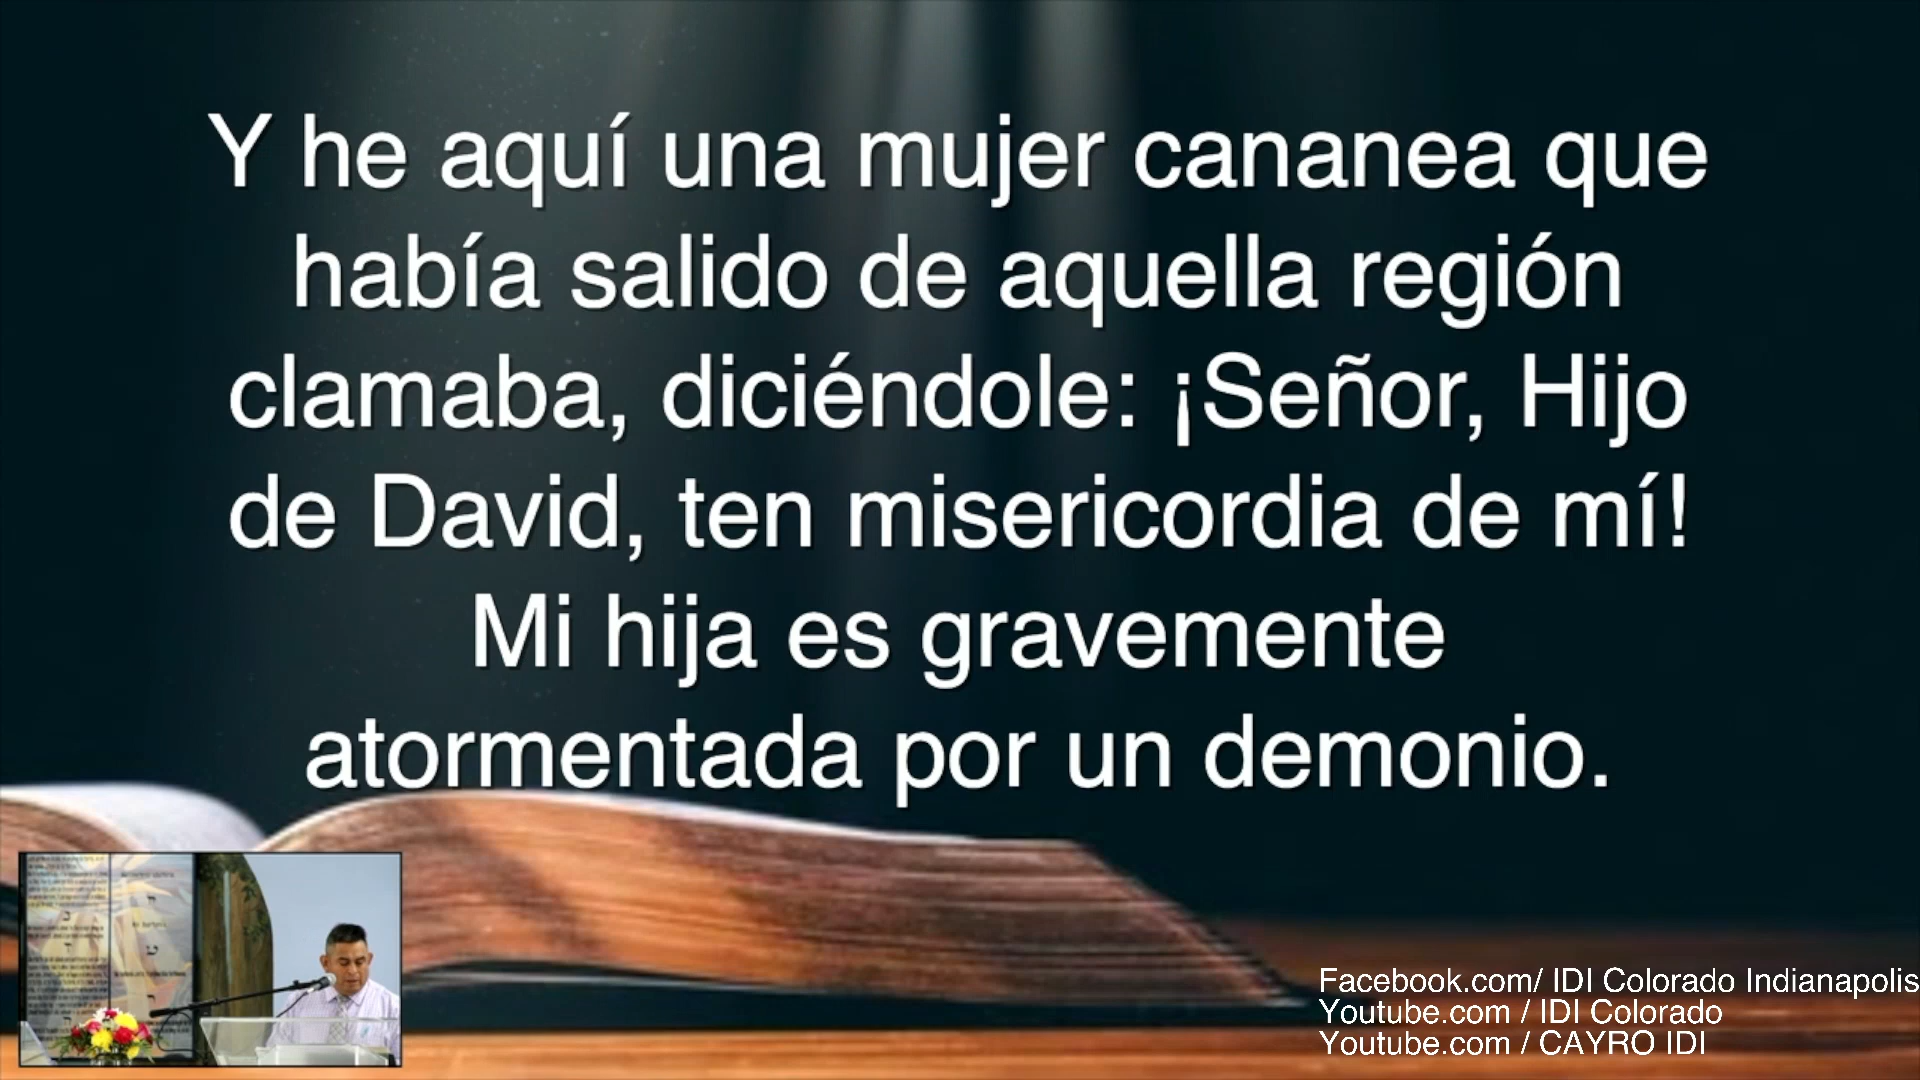 Y he aquí una mujer cananea que
había salido de aquella región
clamaba, diciéndole: ¡Señor, Hijo
de David, ten misericordia de mí!
Mi hija es gravemente
atormentada por un demonio.
Facebook.com/ IDI Colorado Indianapolis
Youtube.com / IDI Colorado
Youtube.com / CAYRO IDI